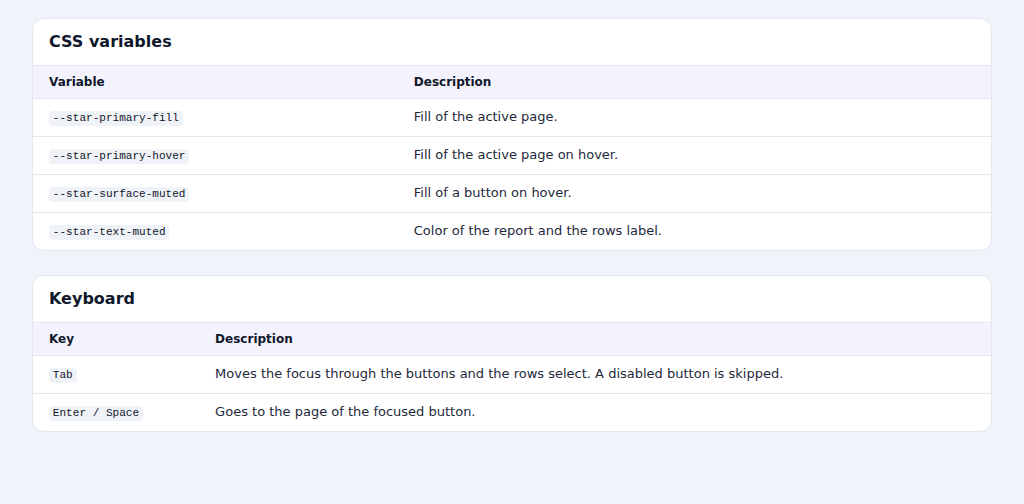 CSS variables
Variable Description
--star-primary-fill Fill of the active page.
--star-primary-hover Fill of the active page on hover.
--star-surface-muted Fill of a button on hover.
--star-text-muted Color of the report and the rows label.
Keyboard
Key Description
Tab Moves the focus through the buttons and the rows select. A disabled button is skipped.
Enter / Space Goes to the page of the focused button.